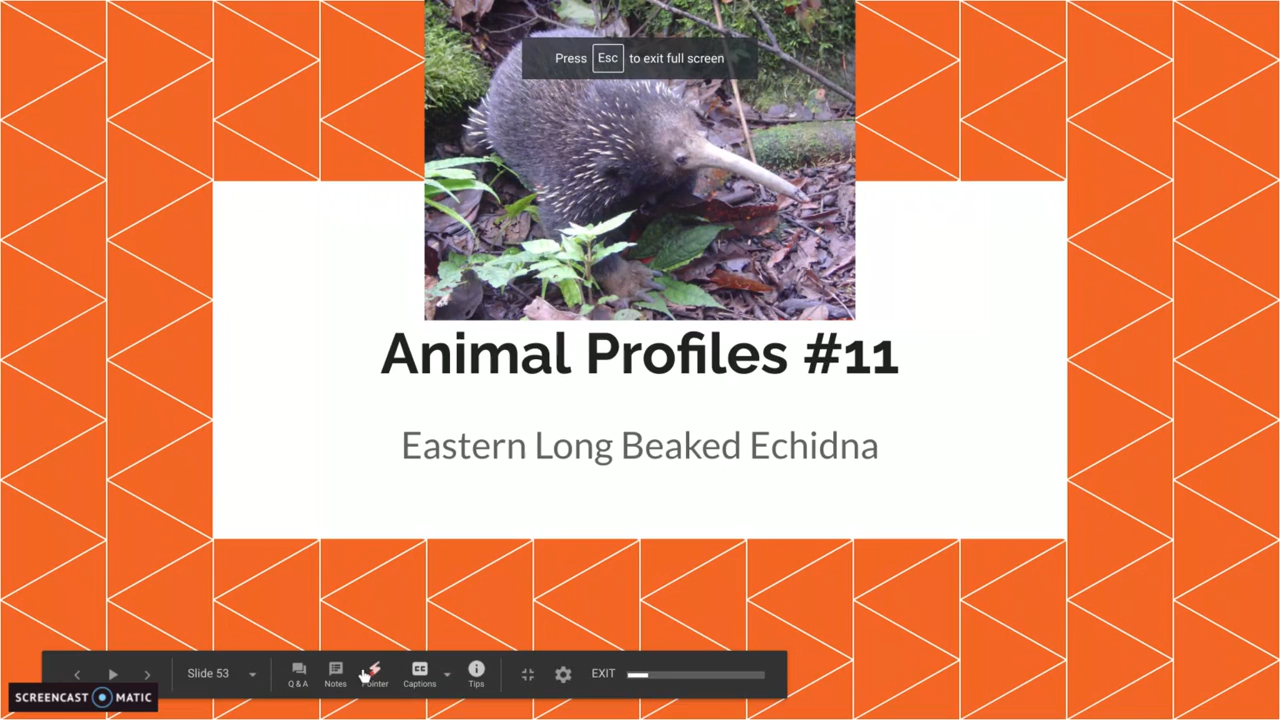 Press Esc to exit full screen
Animal Profiles #11
Eastern Long Beaked Echidna
Slide 53
Q & A
Notes
Pointer
Captions
Tips
EXIT
SCREENCAST MATIC